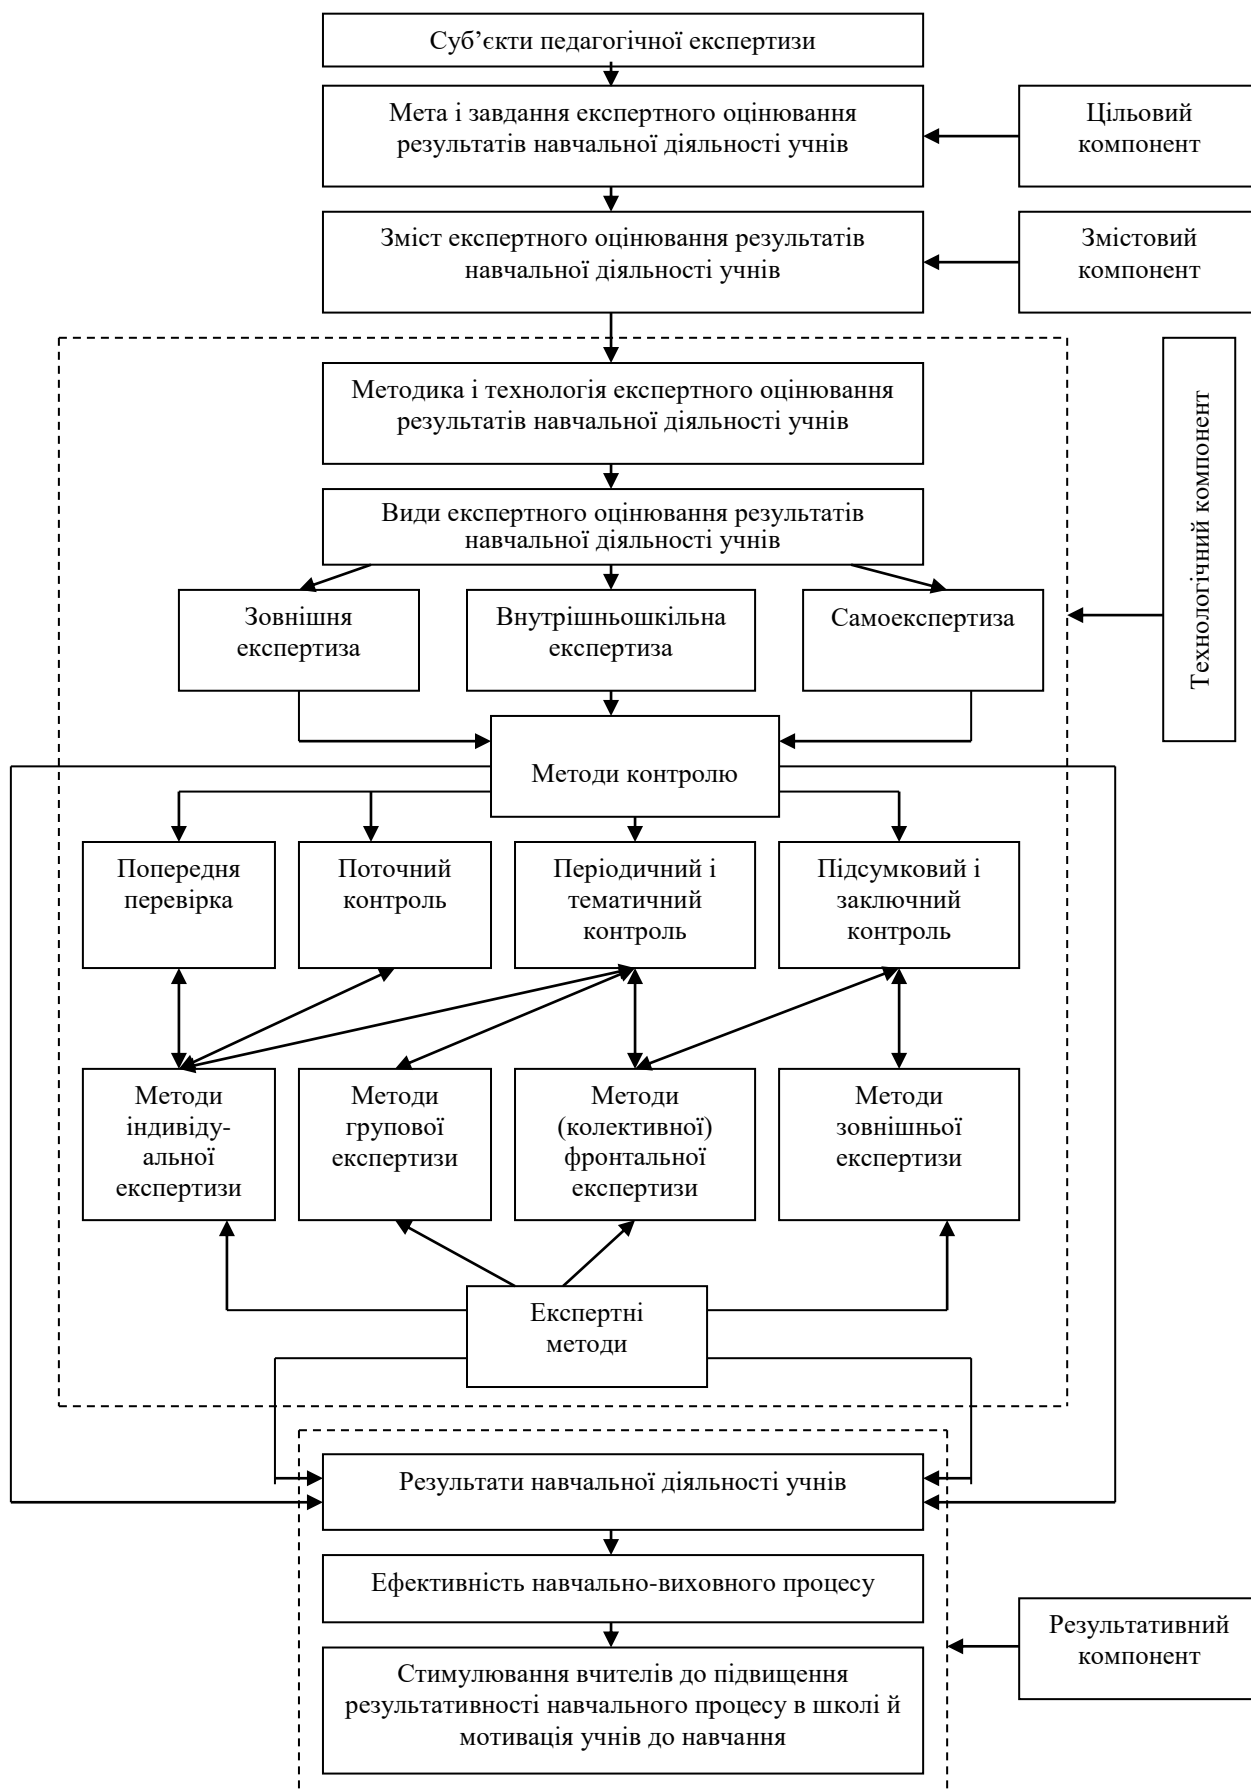 Суб’єкти педагогічної експертизи
Мета і завдання експертного оцінювання
результатів навчальної діяльності учнів
Цільовий
компонент
Зміст експертного оцінювання результатів
навчальної діяльності учнів
Змістовий
компонент
Методика і технологія експертного оцінювання
результатів навчальної діяльності учнів
Технологічний компонент
Види експертного оцінювання результатів
навчальної діяльності учнів
Зовнішня
експертиза
Внутрішньошкільна
експертиза
Самоекспертиза
Методи контролю
Попередня
перевірка
Поточний
контроль
Періодичний і
тематичний
контроль
Підсумковий і
заключний
контроль
Методи
індивіду-
альної
експертизи
Методи
групової
експертизи
Методи
(колективної)
фронтальної
експертизи
Методи
зовнішньої
експертизи
Експертні
методи
Результати навчальної діяльності учнів
Ефективність навчально-виховного процесу
Результативний
компонент
Стимулювання вчителів до підвищення
результативності навчального процесу в школі й
мотивація учнів до навчання